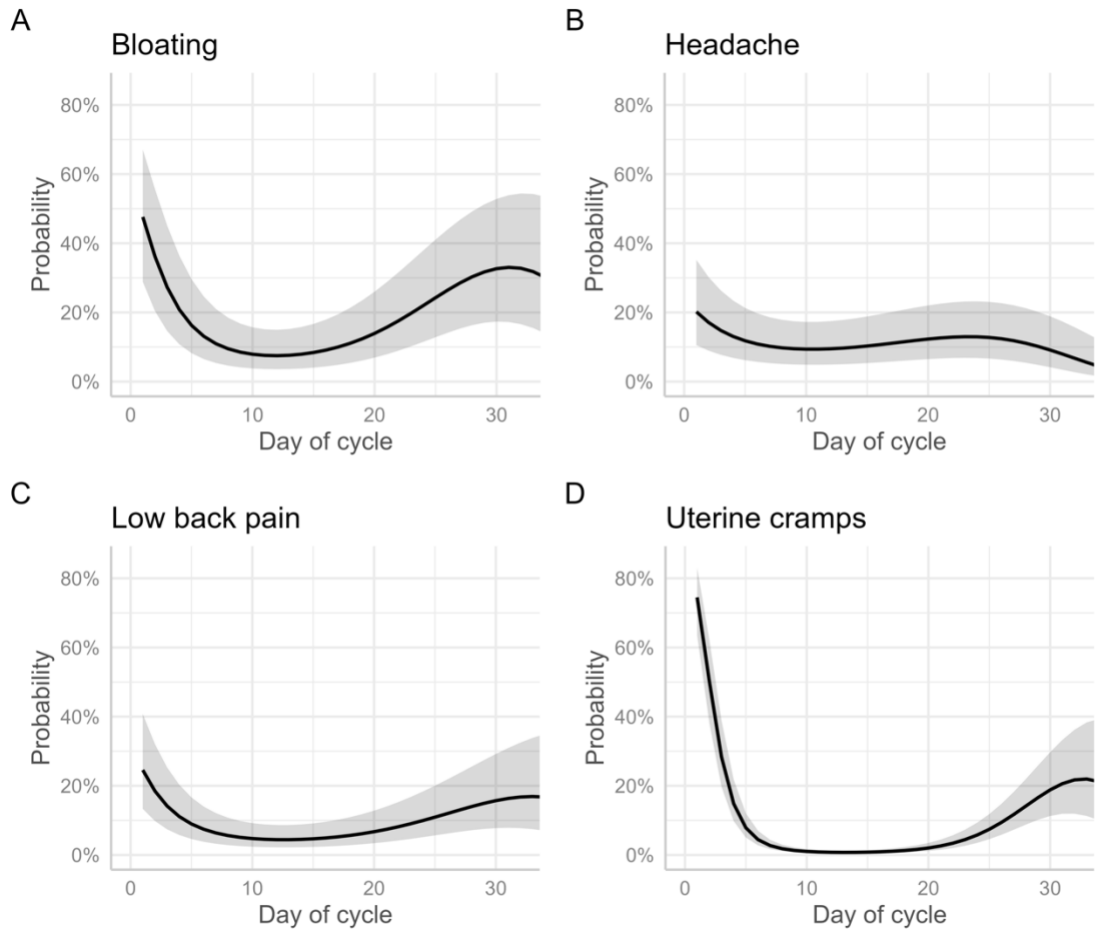 A
Bloating
80%
60%
40%
20%
0%
Probability
0 10 20 30
Day of cycle
B
Headache
80%
60%
40%
20%
0%
Probability
0 10 20 30
Day of cycle
C
Low back pain
80%
60%
40%
20%
0%
Probability
0 10 20 30
Day of cycle
D
Uterine cramps
80%
60%
40%
20%
0%
Probability
0 10 20 30
Day of cycle